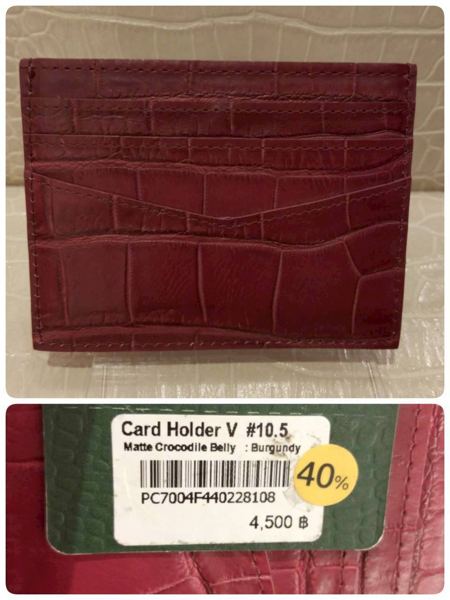 Card Holder V #10.5
Matte Crocodile Belly : Burgundy
40%
PC7004F440228108
4,500 ฿